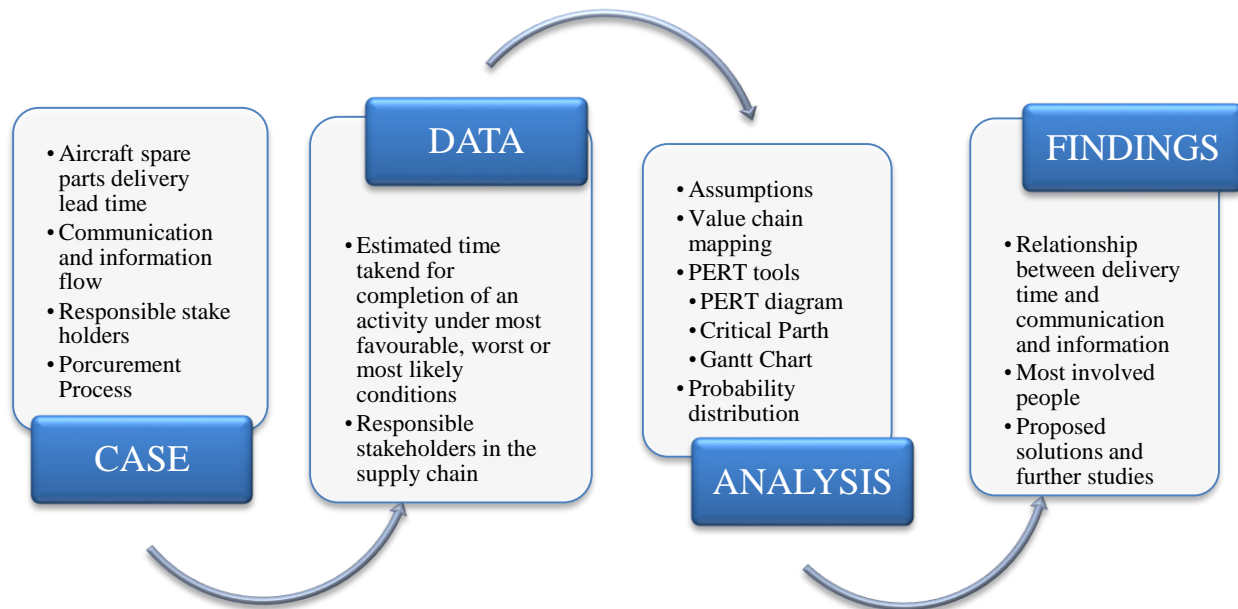 • Aircraft spare
parts delivery
lead time
• Communication
and information
flow
• Responsible stake
holders
• Porcurement
Process
CASE
DATA
• Estimated time
takend for
completion of an
activity under most
favourable, worst or
most likely
conditions
• Responsible
stakeholders in the
supply chain
• Assumptions
• Value chain
mapping
• PERT tools
• PERT diagram
• Critical Parth
• Gantt Chart
• Probability
distribution
ANALYSIS
FINDINGS
• Relationship
between delivery
time and
communication
and information
• Most involved
people
• Proposed
solutions and
further studies